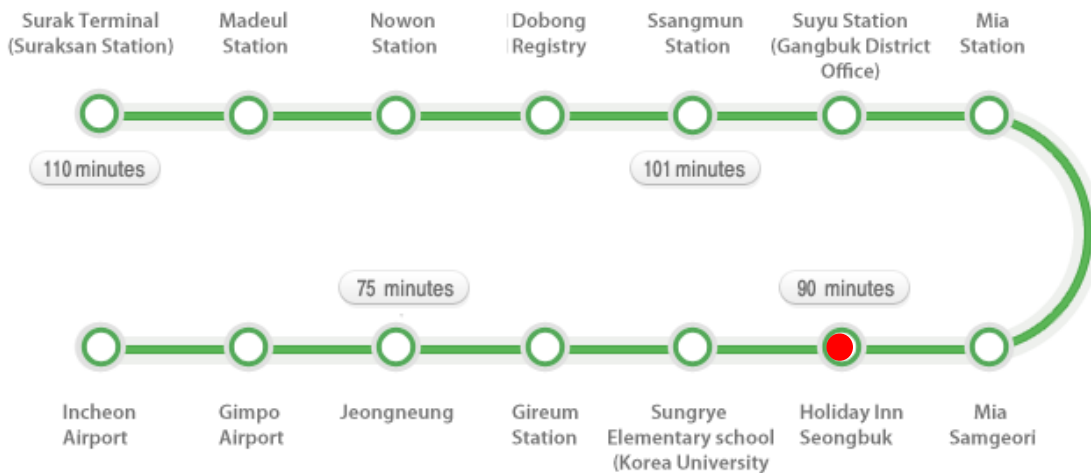 Surak Terminal
(Suraksan Station)
Madeul
Station
Nowon
Station
Dobong
Registry
Ssangmun
Station
Suyu Station
(Gangbuk District
Office)
Mia
Station
110 minutes
101 minutes
75 minutes
90 minutes
Incheon
Airport
Gimpo
Airport
Jeongneung
Gireum
Station
Sungrye
Elementary school
(Korea University
Holiday Inn
Seongbuk
Mia
Samgeori